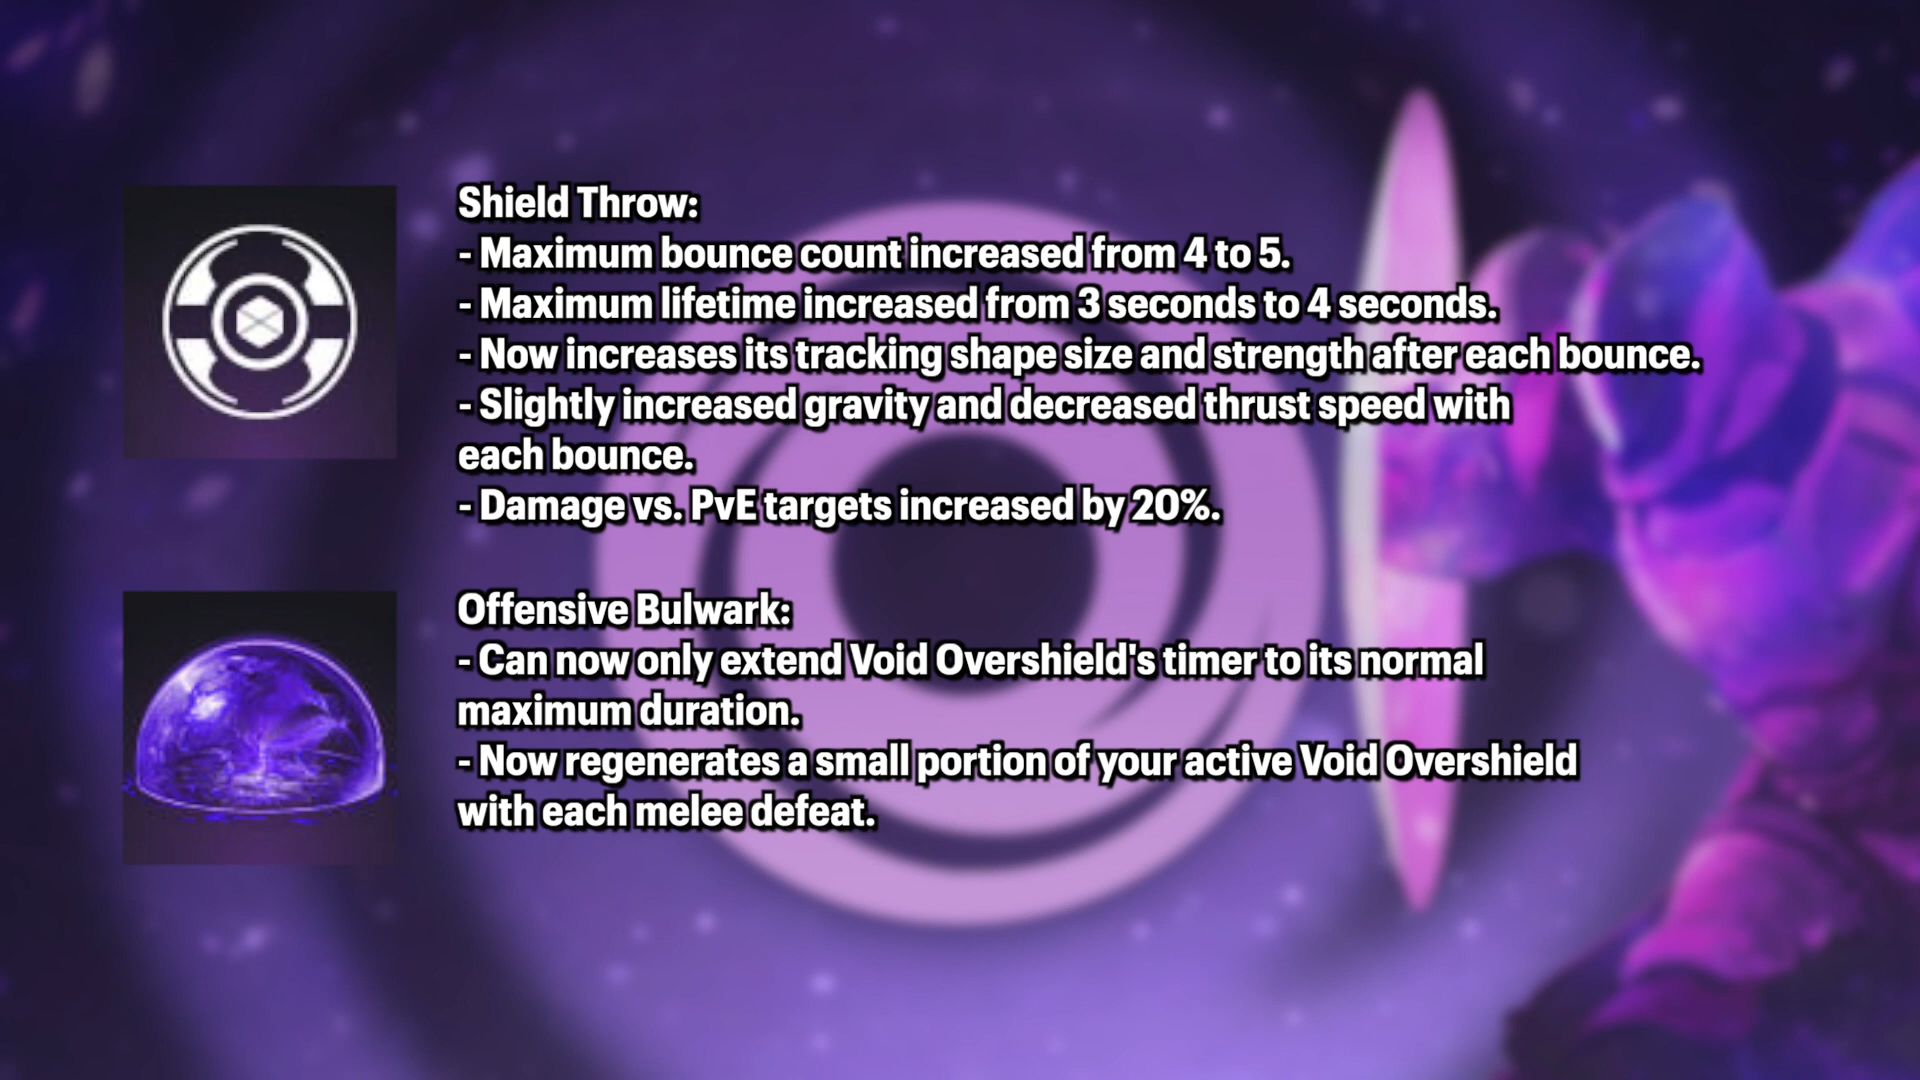 Shield Throw:
- Maximum bounce count increased from 4 to 5.
- Maximum lifetime increased from 3 seconds to 4 seconds.
- Now increases its tracking shape size and strength after each bounce.
- Slightly increased gravity and decreased thrust speed with
each bounce.
- Damage vs. PvE targets increased by 20%.
Offensive Bulwark:
- Can now only extend Void Overshield's timer to its normal
maximum duration.
- Now regenerates a small portion of your active Void Overshield
with each melee defeat.